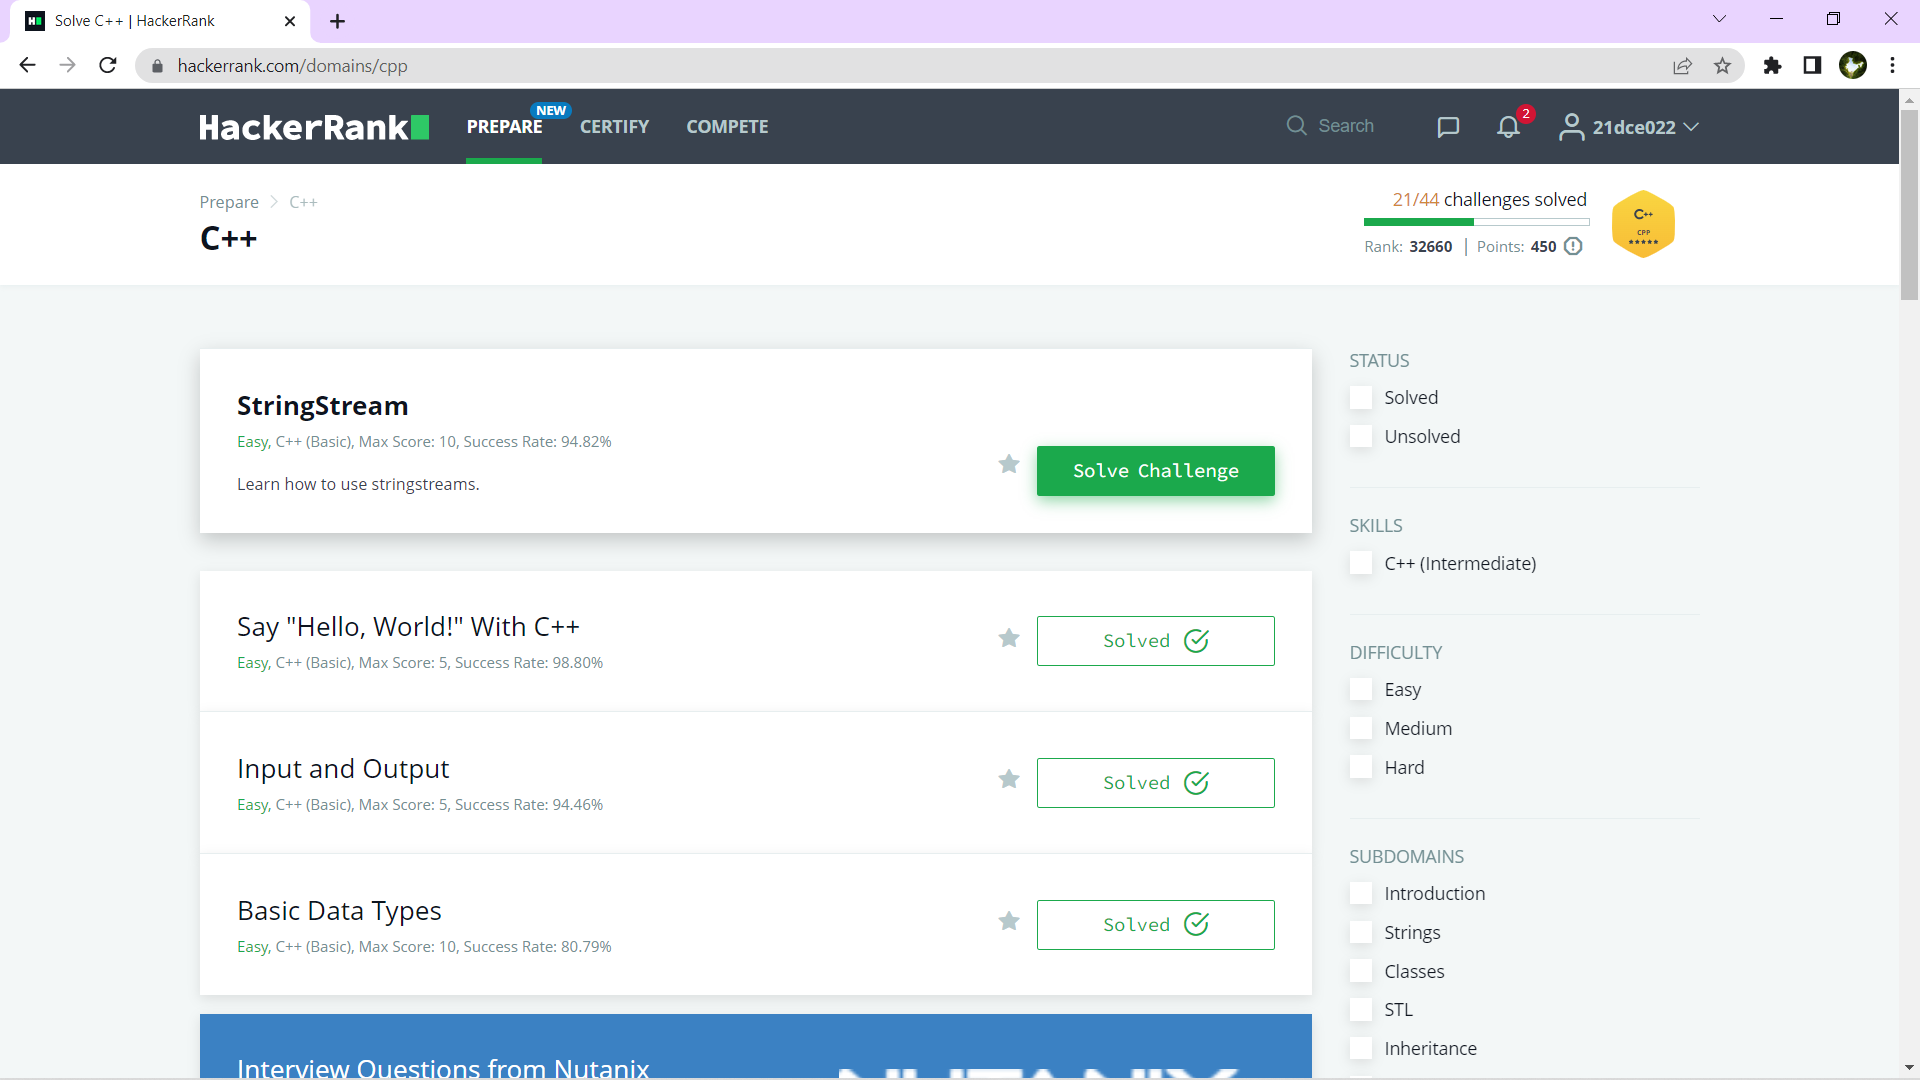 Solve C++ | HackerRank
hackerrank.com/domains/cpp
HackerRank
PREPARE
NEW
CERTIFY
COMPETE
Search
2
21dce022
Prepare
C++
C++
21/44 challenges solved
Rank: 32660 | Points: 450
C++
CPP
StringStream
Easy, C++ (Basic), Max Score: 10, Success Rate: 94.82%
Learn how to use stringstreams.
Solve Challenge
Say "Hello, World!" With C++
Easy, C++ (Basic), Max Score: 5, Success Rate: 98.80%
Solved
Input and Output
Easy, C++ (Basic), Max Score: 5, Success Rate: 94.46%
Solved
Basic Data Types
Easy, C++ (Basic), Max Score: 10, Success Rate: 80.79%
Solved
Interview Questions from Nutanix
NUTANIX
STATUS
Solved
Unsolved
SKILLS
C++ (Intermediate)
DIFFICULTY
Easy
Medium
Hard
SUBDOMAINS
Introduction
Strings
Classes
STL
Inheritance